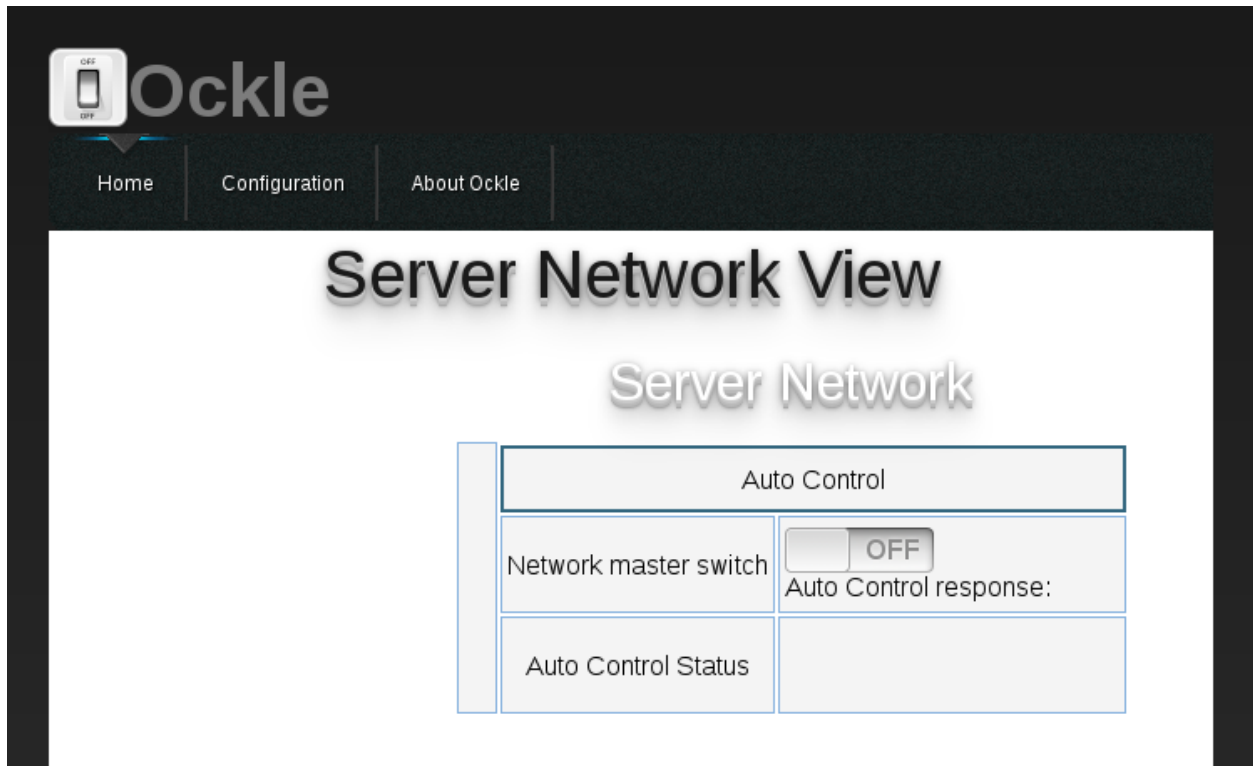 OFF
OFF
Ockle
Home Configuration About Ockle
Server Network View
Server Network
Auto Control
Network master switch OFF
Auto Control response:
Auto Control Status